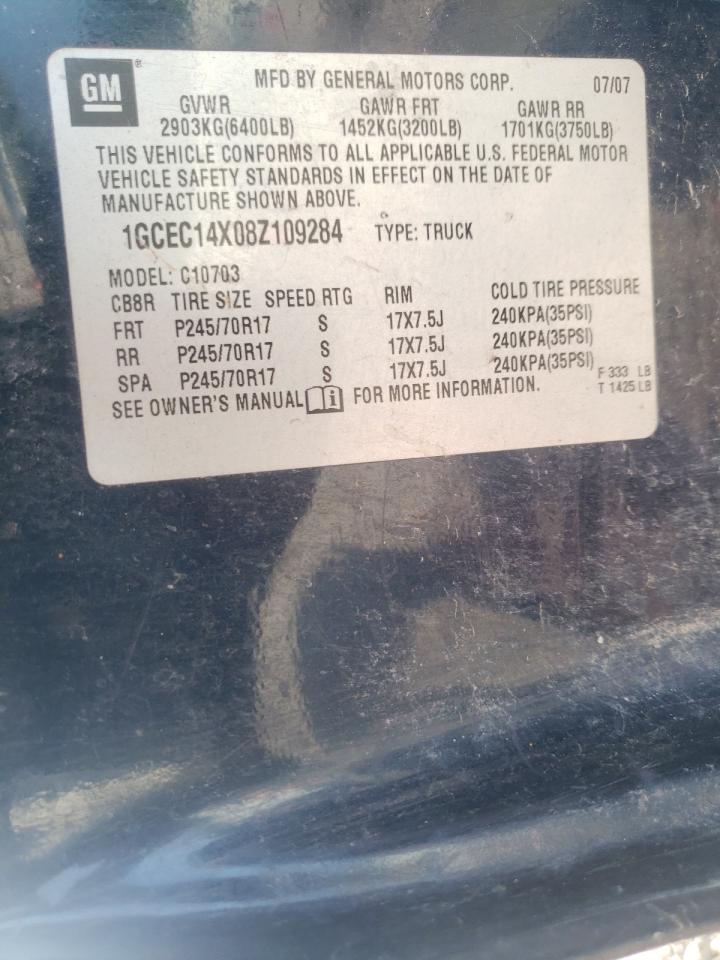 GM ®
MFD BY GENERAL MOTORS CORP. 07/07
GVWR GAWR FRT GAWR RR
2903KG(6400LB) 1452KG(3200LB) 1701KG(3750LB)
THIS VEHICLE CONFORMS TO ALL APPLICABLE U.S. FEDERAL MOTOR
VEHICLE SAFETY STANDARDS IN EFFECT ON THE DATE OF
MANUFACTURE SHOWN ABOVE.
1GCEC14X08Z109284 TYPE: TRUCK
MODEL: C10703
CB8R TIRE SIZE SPEED RTG RIM COLD TIRE PRESSURE
FRT P245/70R17 S 17X7.5J 240KPA(35PSI)
RR P245/70R17 S 17X7.5J 240KPA(35PSI)
SPA P245/70R17 S 17X7.5J 240KPA(35PSI)
F 333 LB
T 1425 LB
SEE OWNER'S MANUAL i FOR MORE INFORMATION.